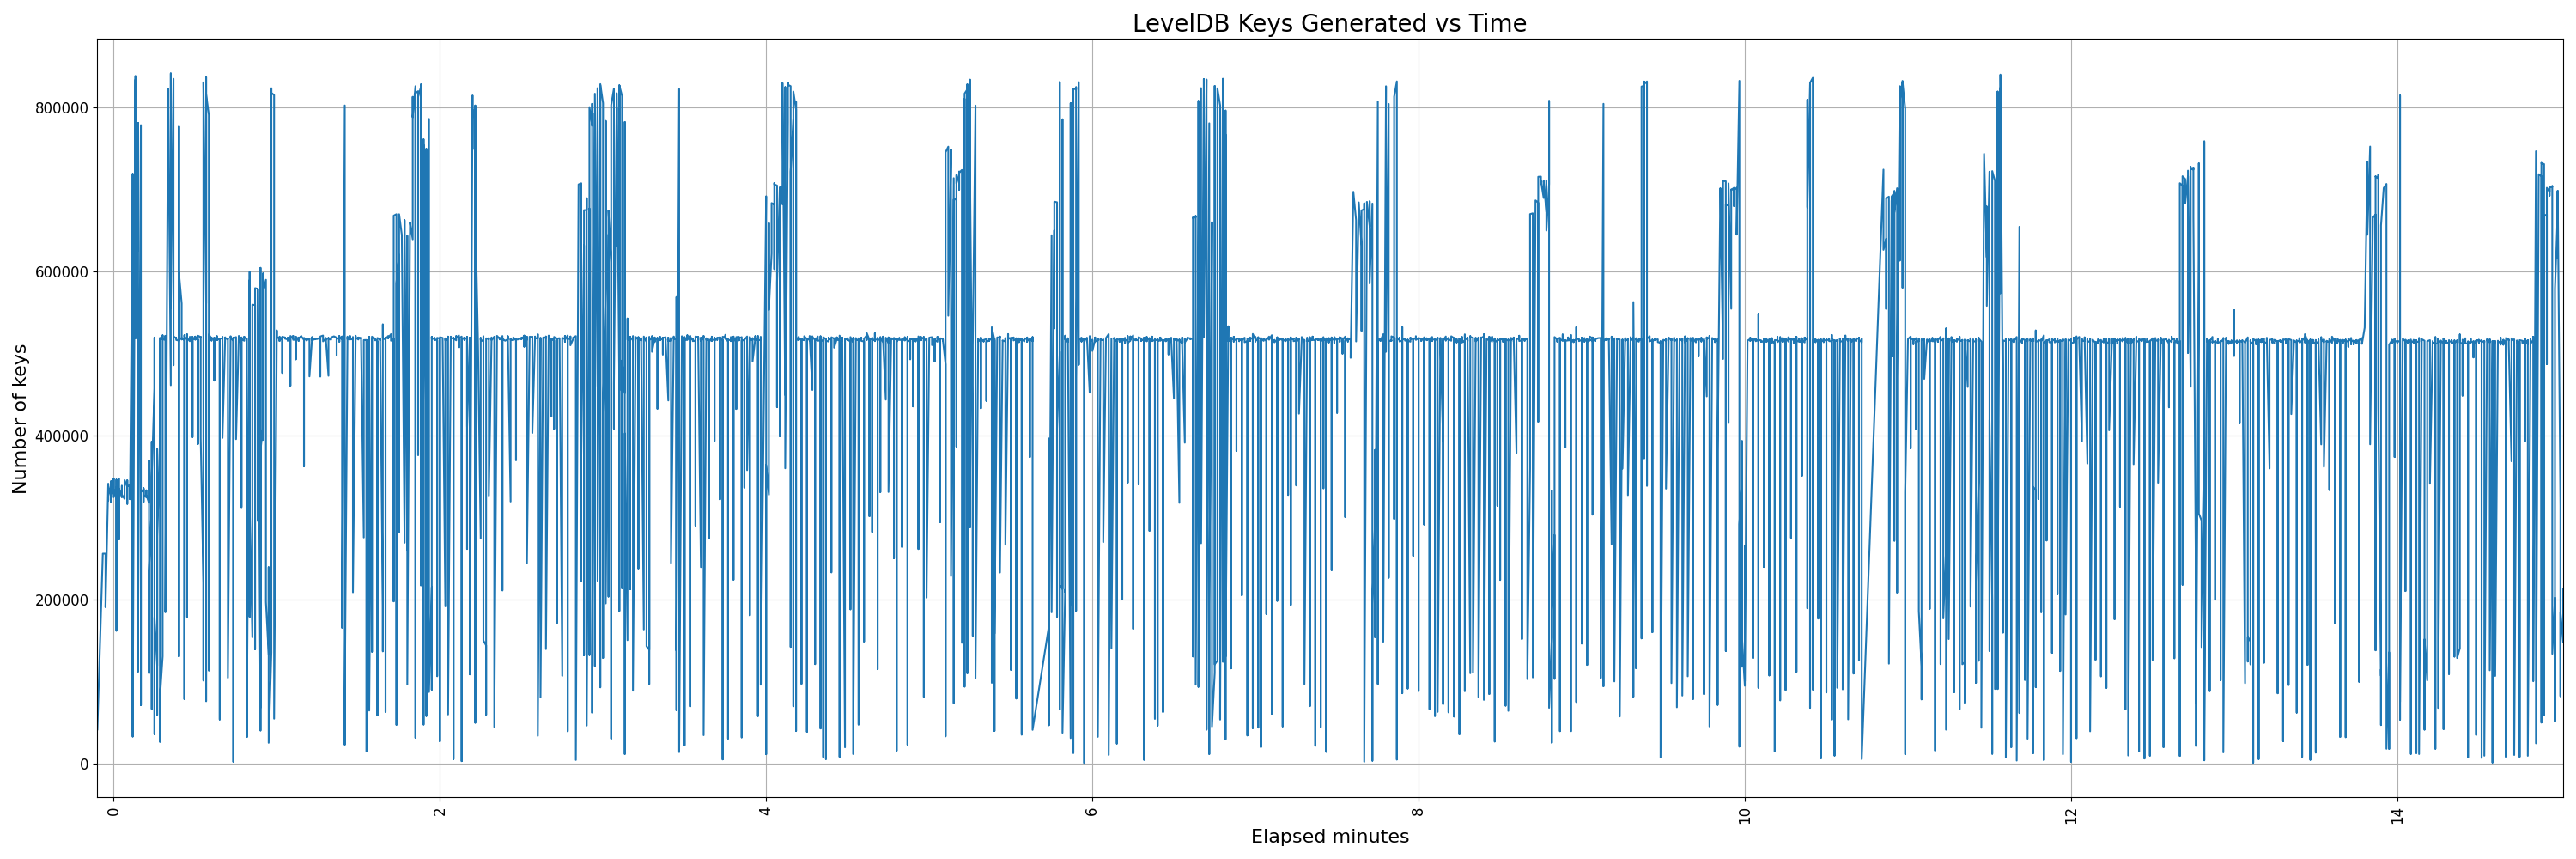 LevelDB Keys Generated vs Time
Number of keys
800000
600000
400000
200000
0
0 2 4 6 8 10 12 14
Elapsed minutes